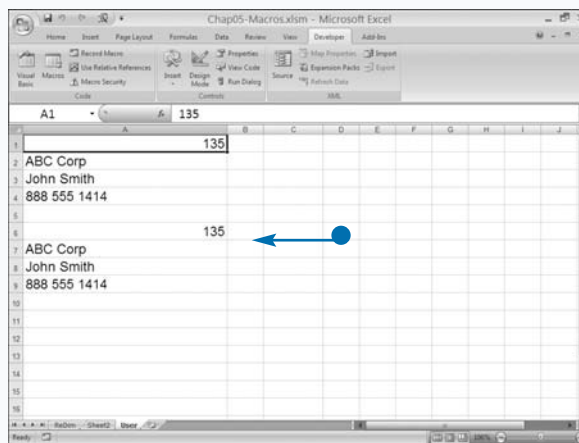 Chap05-Macros.xlsm - Microsoft Excel
Home Insert Page Layout Formulas Data Review View Developer Add-Ins
Visual Basic
Macros
Record Macro
Use Relative References
Macro Security
Code
Insert
Design Mode
Properties
View Code
Run Dialog
Controls
Source
Map Properties
Expansion Packs
Refresh Data
Import
Export
XML
A1 fx 135
A B C D E F G H I J
1 135
2 ABC Corp
3 John Smith
4 888 555 1414
5
6 135
7 ABC Corp
8 John Smith
9 888 555 1414
10
11
12
13
14
15
16
ReDim Sheet2 User
Ready 100%